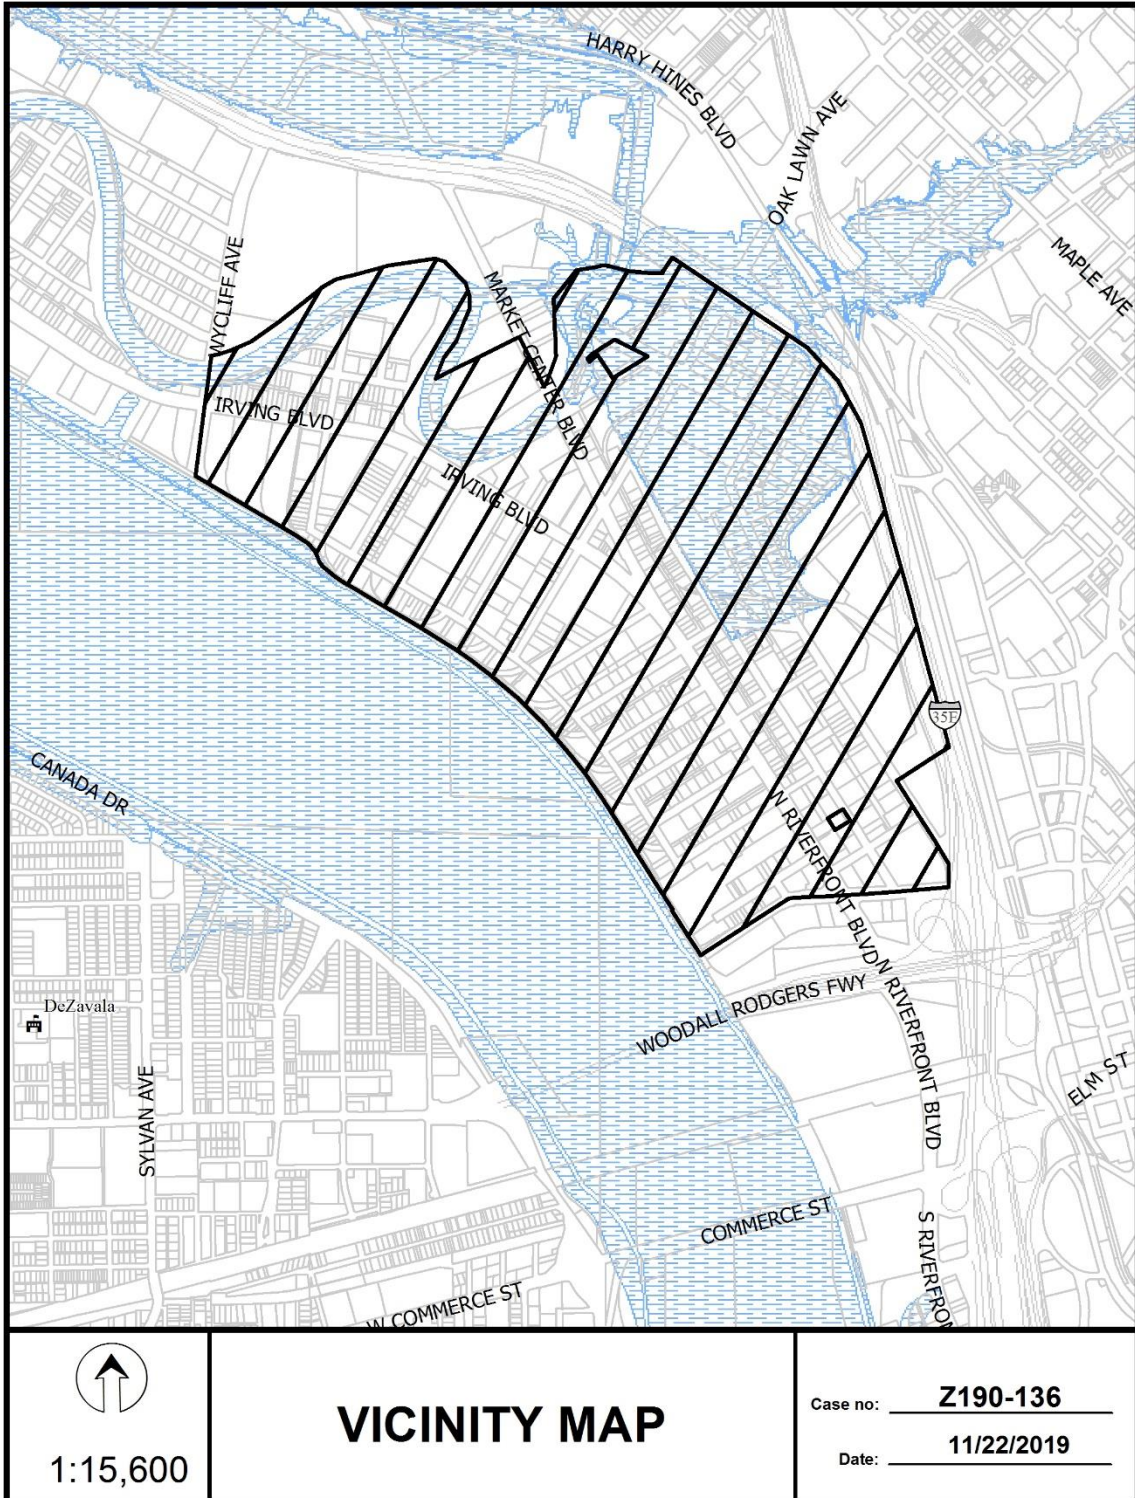 HARRY HINES BLVD
OAK LAWN AVE
MAPLE AVE
WYCLIFF AVE
MARKET CENTER BLVD
IRVING BLVD
IRVING BLVD
35E
CANADA DR
N RIVERFRONT BLVD
N RIVERFRONT BLVD
WOODALL RODGERS FWY
DeZavala
SYLVAN AVE
ELM ST
COMMERCE ST
S RIVERFRON
W COMMERCE ST
1:15,600
VICINITY MAP
Case no: Z190-136
Date: 11/22/2019